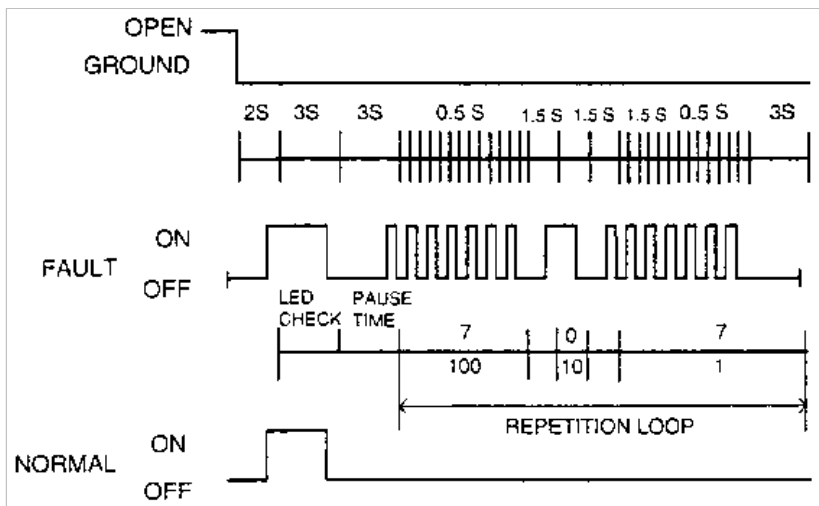 OPEN
GROUND
2S 3S 3S 0.5 S 1.5 S 1.5 S 1.5 S 0.5 S 3S
ON
FAULT
OFF
LED CHECK
PAUSE TIME
7 0 7
100 10 1
REPETITION LOOP
ON
NORMAL
OFF